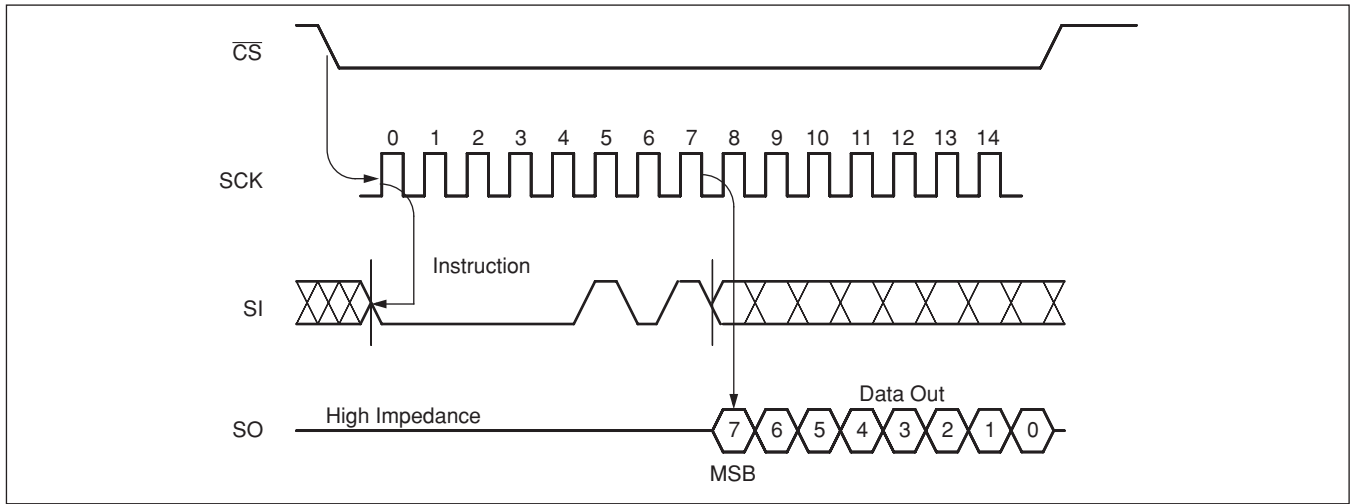 CS
0 1 2 3 4 5 6 7 8 9 10 11 12 13 14
SCK
Instruction
SI
Data Out
High Impedance
SO
7 6 5 4 3 2 1 0
MSB